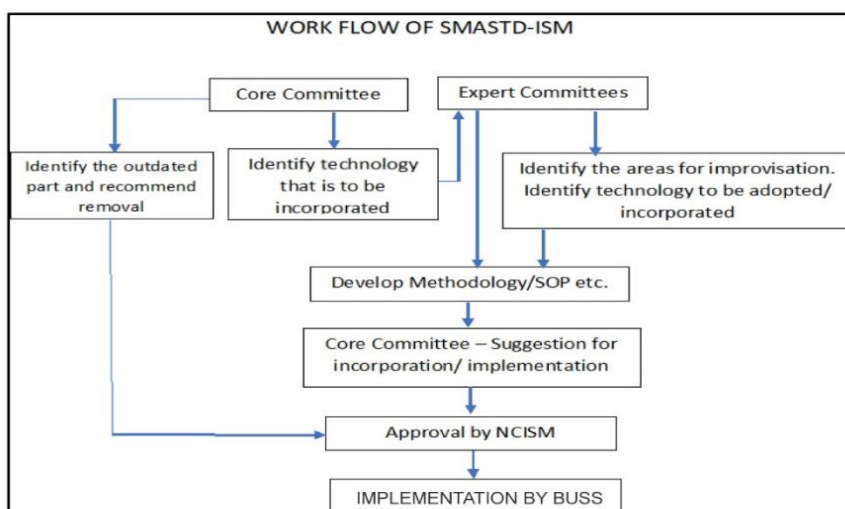 WORK FLOW OF SMASTD-ISM
Core Committee
Expert Committees
Identify the outdated
part and recommend
removal
Identify technology
that is to be
incorporated
Identify the areas for improvisation.
Identify technology to be adopted/
incorporated
Develop Methodology/SOP etc.
Core Committee – Suggestion for
incorporation/ implementation
Approval by NCISM
IMPLEMENTATION BY BUSS